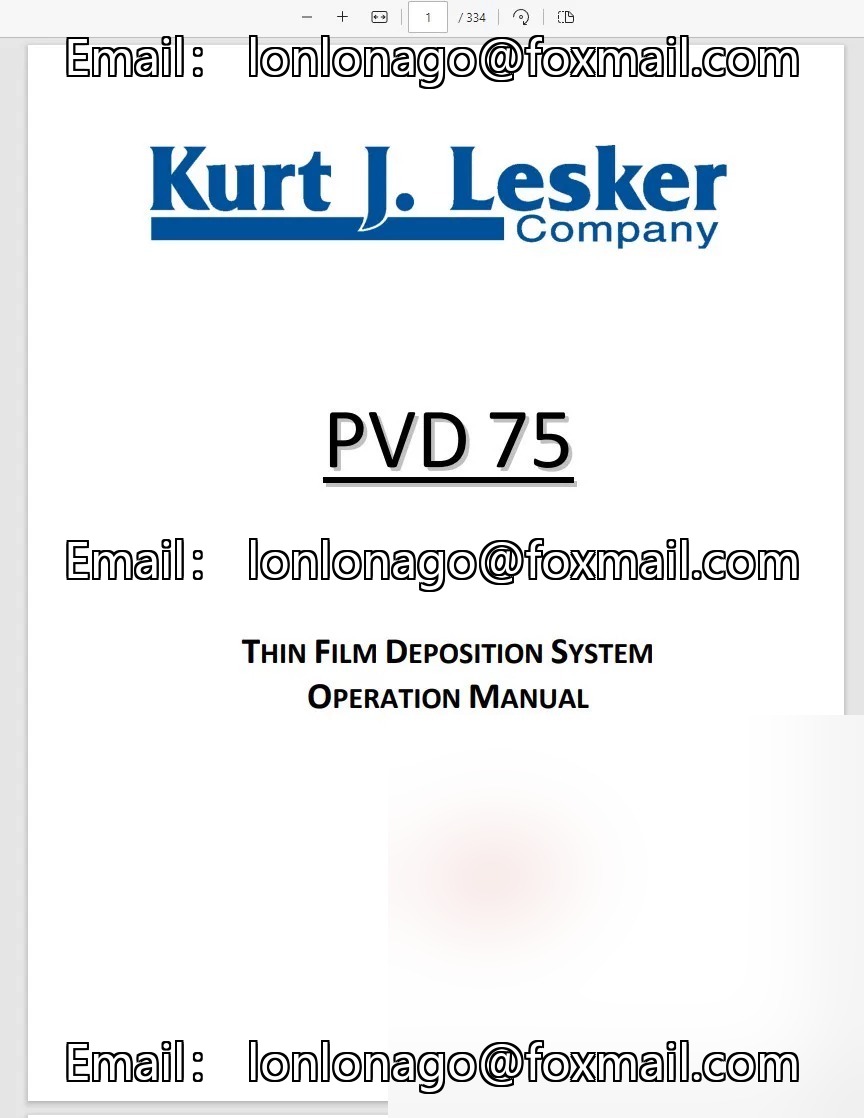 1 / 334
Email： lonlonago@foxmail.com
Kurt J. Lesker
Company
PVD 75
Email： lonlonago@foxmail.com
THIN FILM DEPOSITION SYSTEM
OPERATION MANUAL
Email： lonlonago@foxmail.com